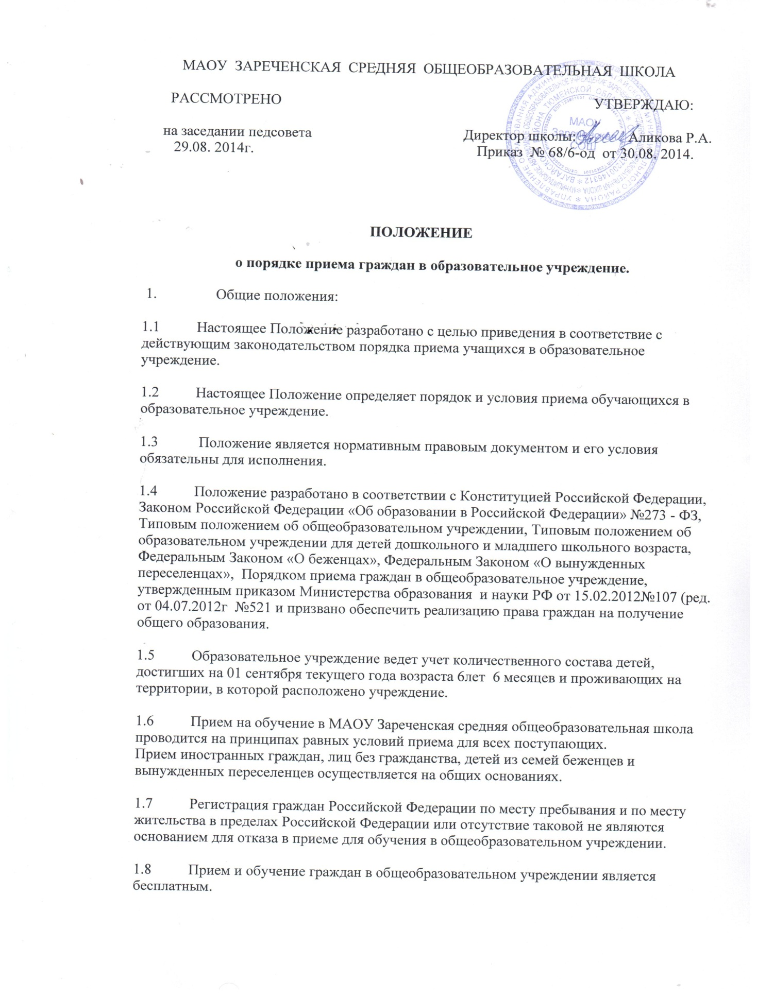 МАОУ ЗАРЕЧЕНСКАЯ СРЕДНЯЯ ОБЩЕОБРАЗОВАТЕЛЬНАЯ ШКОЛА
РАССМОТРЕНО УТВЕРЖДАЮ:
на заседании педсовета Директор школы: Аликова Р.А.
29.08. 2014г. Приказ № 68/6-од от 30.08. 2014.
МАОУ
Зареченская
СОШ
ПОЛОЖЕНИЕ
о порядке приема граждан в образовательное учреждение.
1. Общие положения:
1.1 Настоящее Положение разработано с целью приведения в соответствие с
действующим законодательством порядка приема учащихся в образовательное
учреждение.
1.2 Настоящее Положение определяет порядок и условия приема обучающихся в
образовательное учреждение.
1.3 Положение является нормативным правовым документом и его условия
обязательны для исполнения.
1.4 Положение разработано в соответствии с Конституцией Российской Федерации,
Законом Российской Федерации «Об образовании в Российской Федерации» №273 - ФЗ,
Типовым положением об общеобразовательном учреждении, Типовым положением об
образовательном учреждении для детей дошкольного и младшего школьного возраста,
Федеральным Законом «О беженцах», Федеральным Законом «О вынужденных
переселенцах», Порядком приема граждан в общеобразовательное учреждение,
утвержденным приказом Министерства образования и науки РФ от 15.02.2012№107 (ред.
от 04.07.2012г №521 и призвано обеспечить реализацию права граждан на получение
общего образования.
1.5 Образовательное учреждение ведет учет количественного состава детей,
достигших на 01 сентября текущего года возраста 6лет 6 месяцев и проживающих на
территории, в которой расположено учреждение.
1.6 Прием на обучение в МАОУ Зареченская средняя общеобразовательная школа
проводится на принципах равных условий приема для всех поступающих.
Прием иностранных граждан, лиц без гражданства, детей из семей беженцев и
вынужденных переселенцев осуществляется на общих основаниях.
1.7 Регистрация граждан Российской Федерации по месту пребывания и по месту
жительства в пределах Российской Федерации или отсутствие таковой не являются
основанием для отказа в приеме для обучения в общеобразовательном учреждении.
1.8 Прием и обучение граждан в общеобразовательном учреждении является
бесплатным.